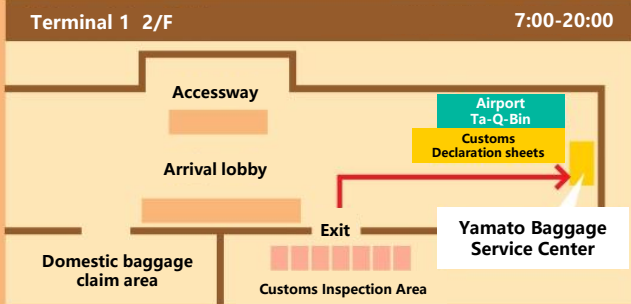 Terminal 1 2/F
7:00-20:00
Accessway
Airport
Ta-Q-Bin
Customs
Declaration sheets
Arrival lobby
Exit
Yamato Baggage
Service Center
Domestic baggage
claim area
Customs Inspection Area